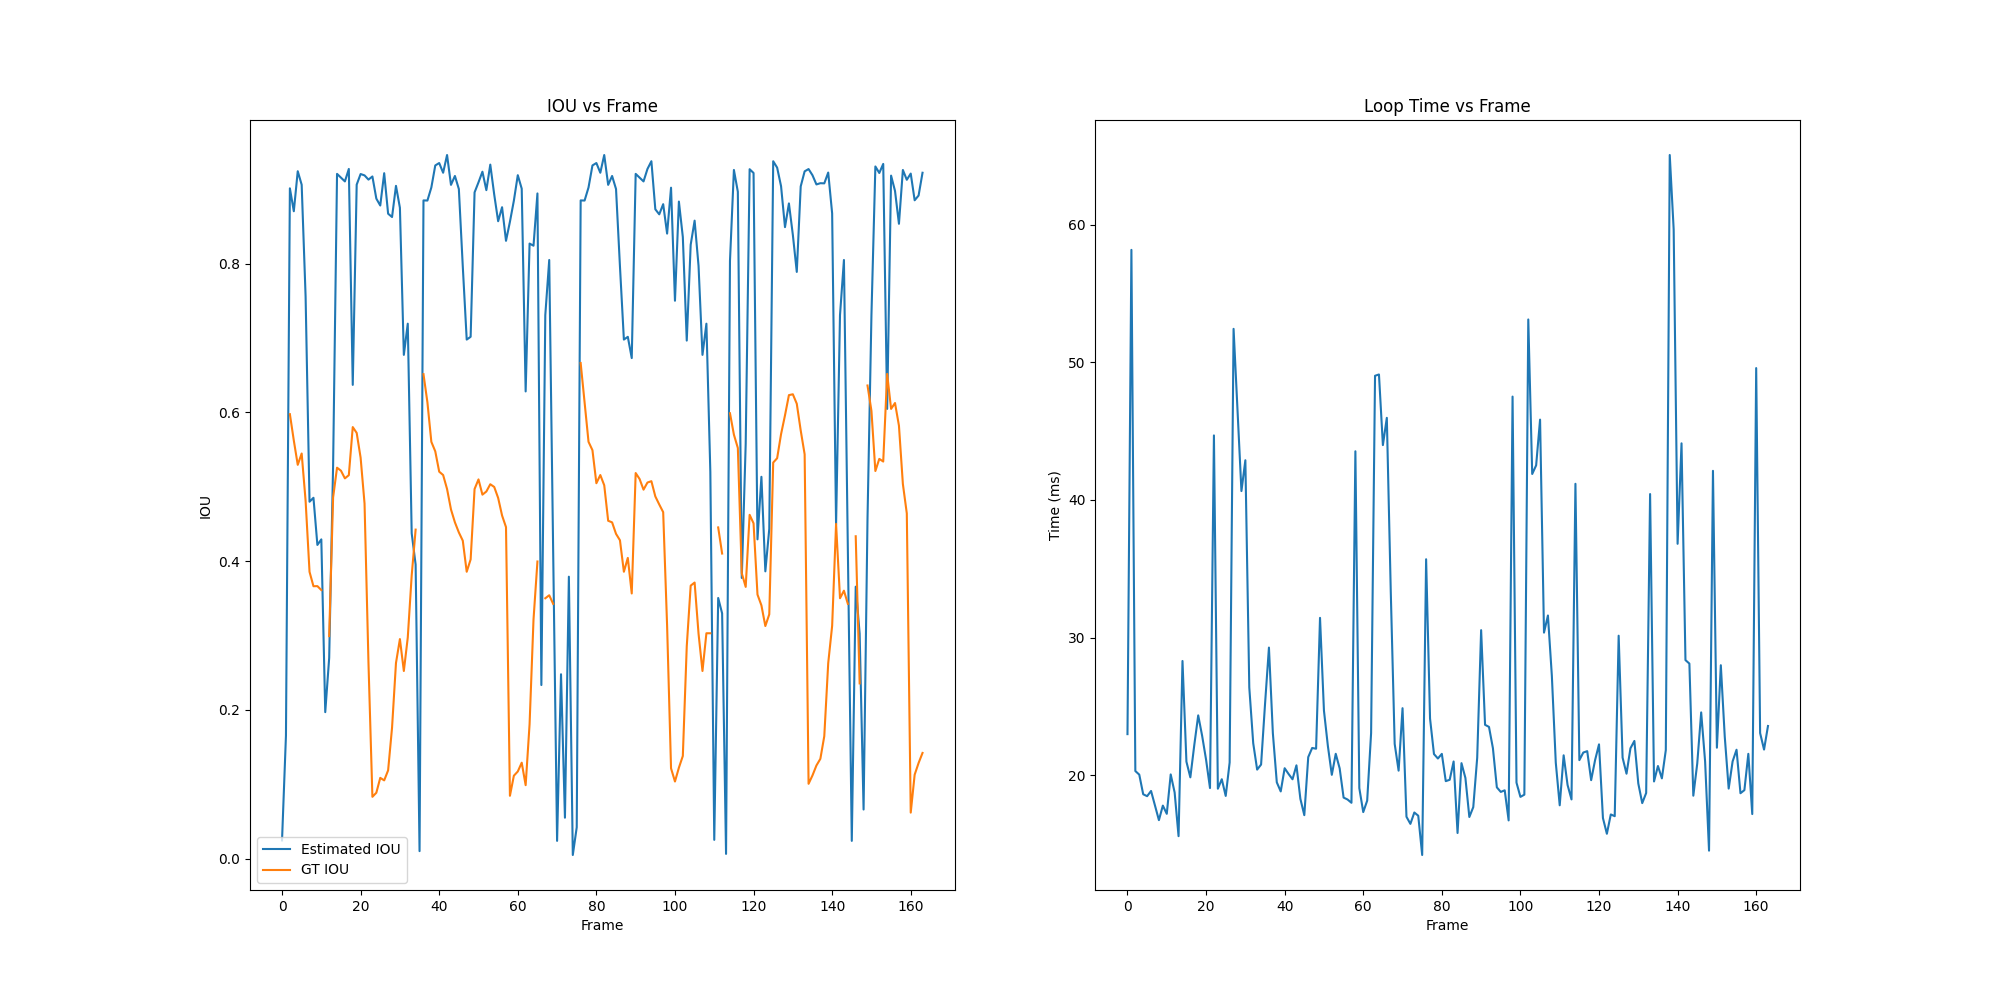 IOU vs Frame
IOU
0.8
0.6
0.4
0.2
0.0
Estimated IOU
GT IOU
0 20 40 60 80 100 120 140 160
Frame
Loop Time vs Frame
Time (ms)
60
50
40
30
20
0 20 40 60 80 100 120 140 160
Frame